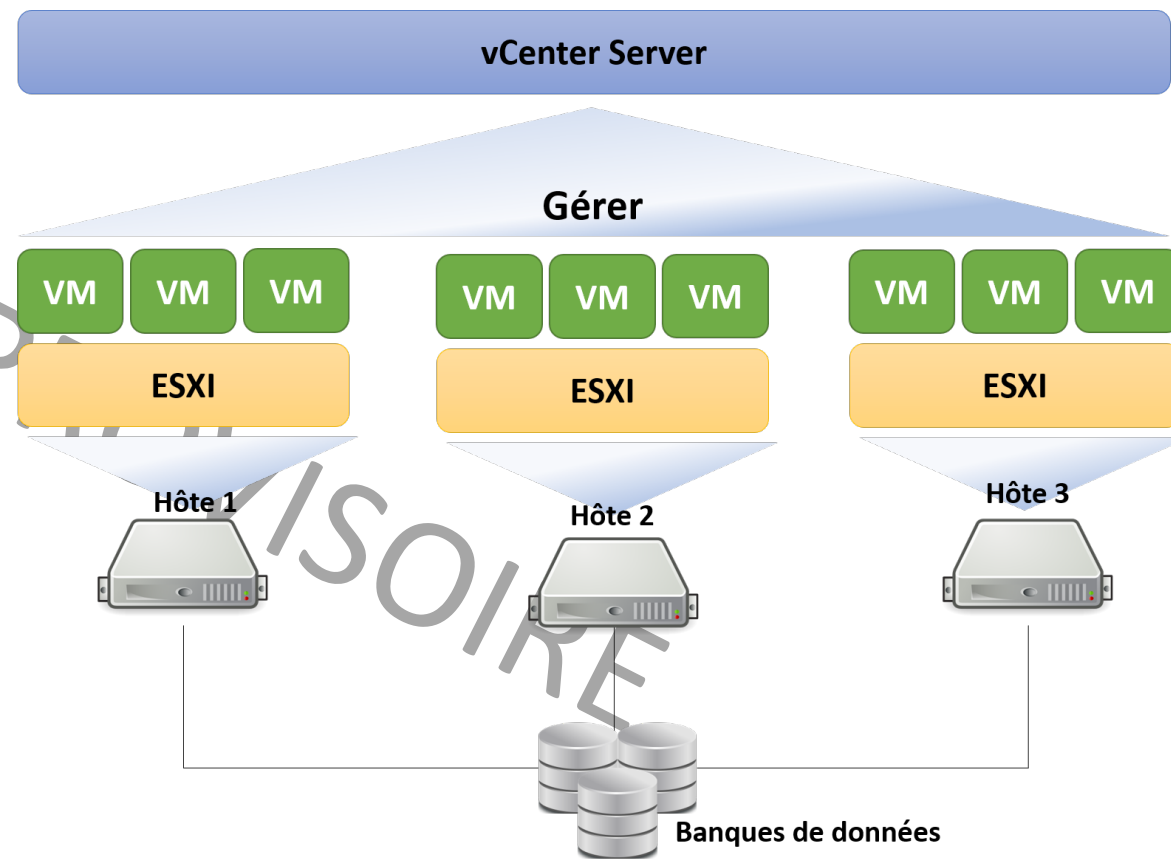 vCenter Server
Gérer
VM VM VM
VM VM VM
VM VM VM
ESXI
ESXI
ESXI
Hôte 1
Hôte 2
Hôte 3
Banques de données